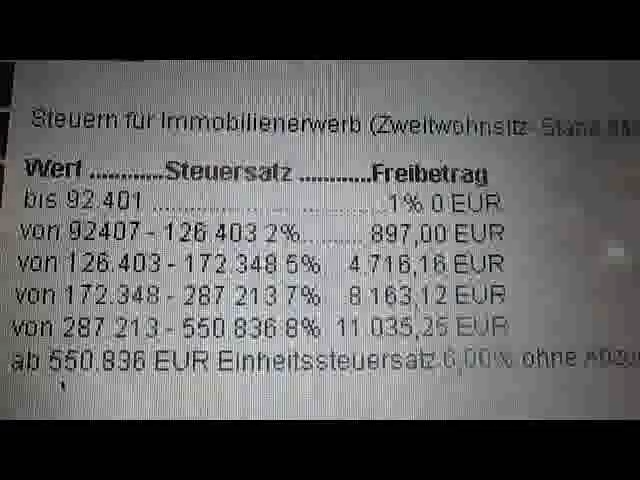 Steuern für Immobilienerwerb (Zweitwohnsitz- Stand
Wert ............Steuersatz ............Freibetrag
bis 92.401 ........................................1% 0 EUR
von 92407 - 126.403 2%..........897,00 EUR
von 126.403 - 172.348 5% 4.716,16 EUR
von 172.348 - 287 213 7% 8 163,12 EUR
von 287 213 - 550 836 8% 11.035,25 EUR
ab 550.836 EUR Einheitssteuersatz 6,00% ohne